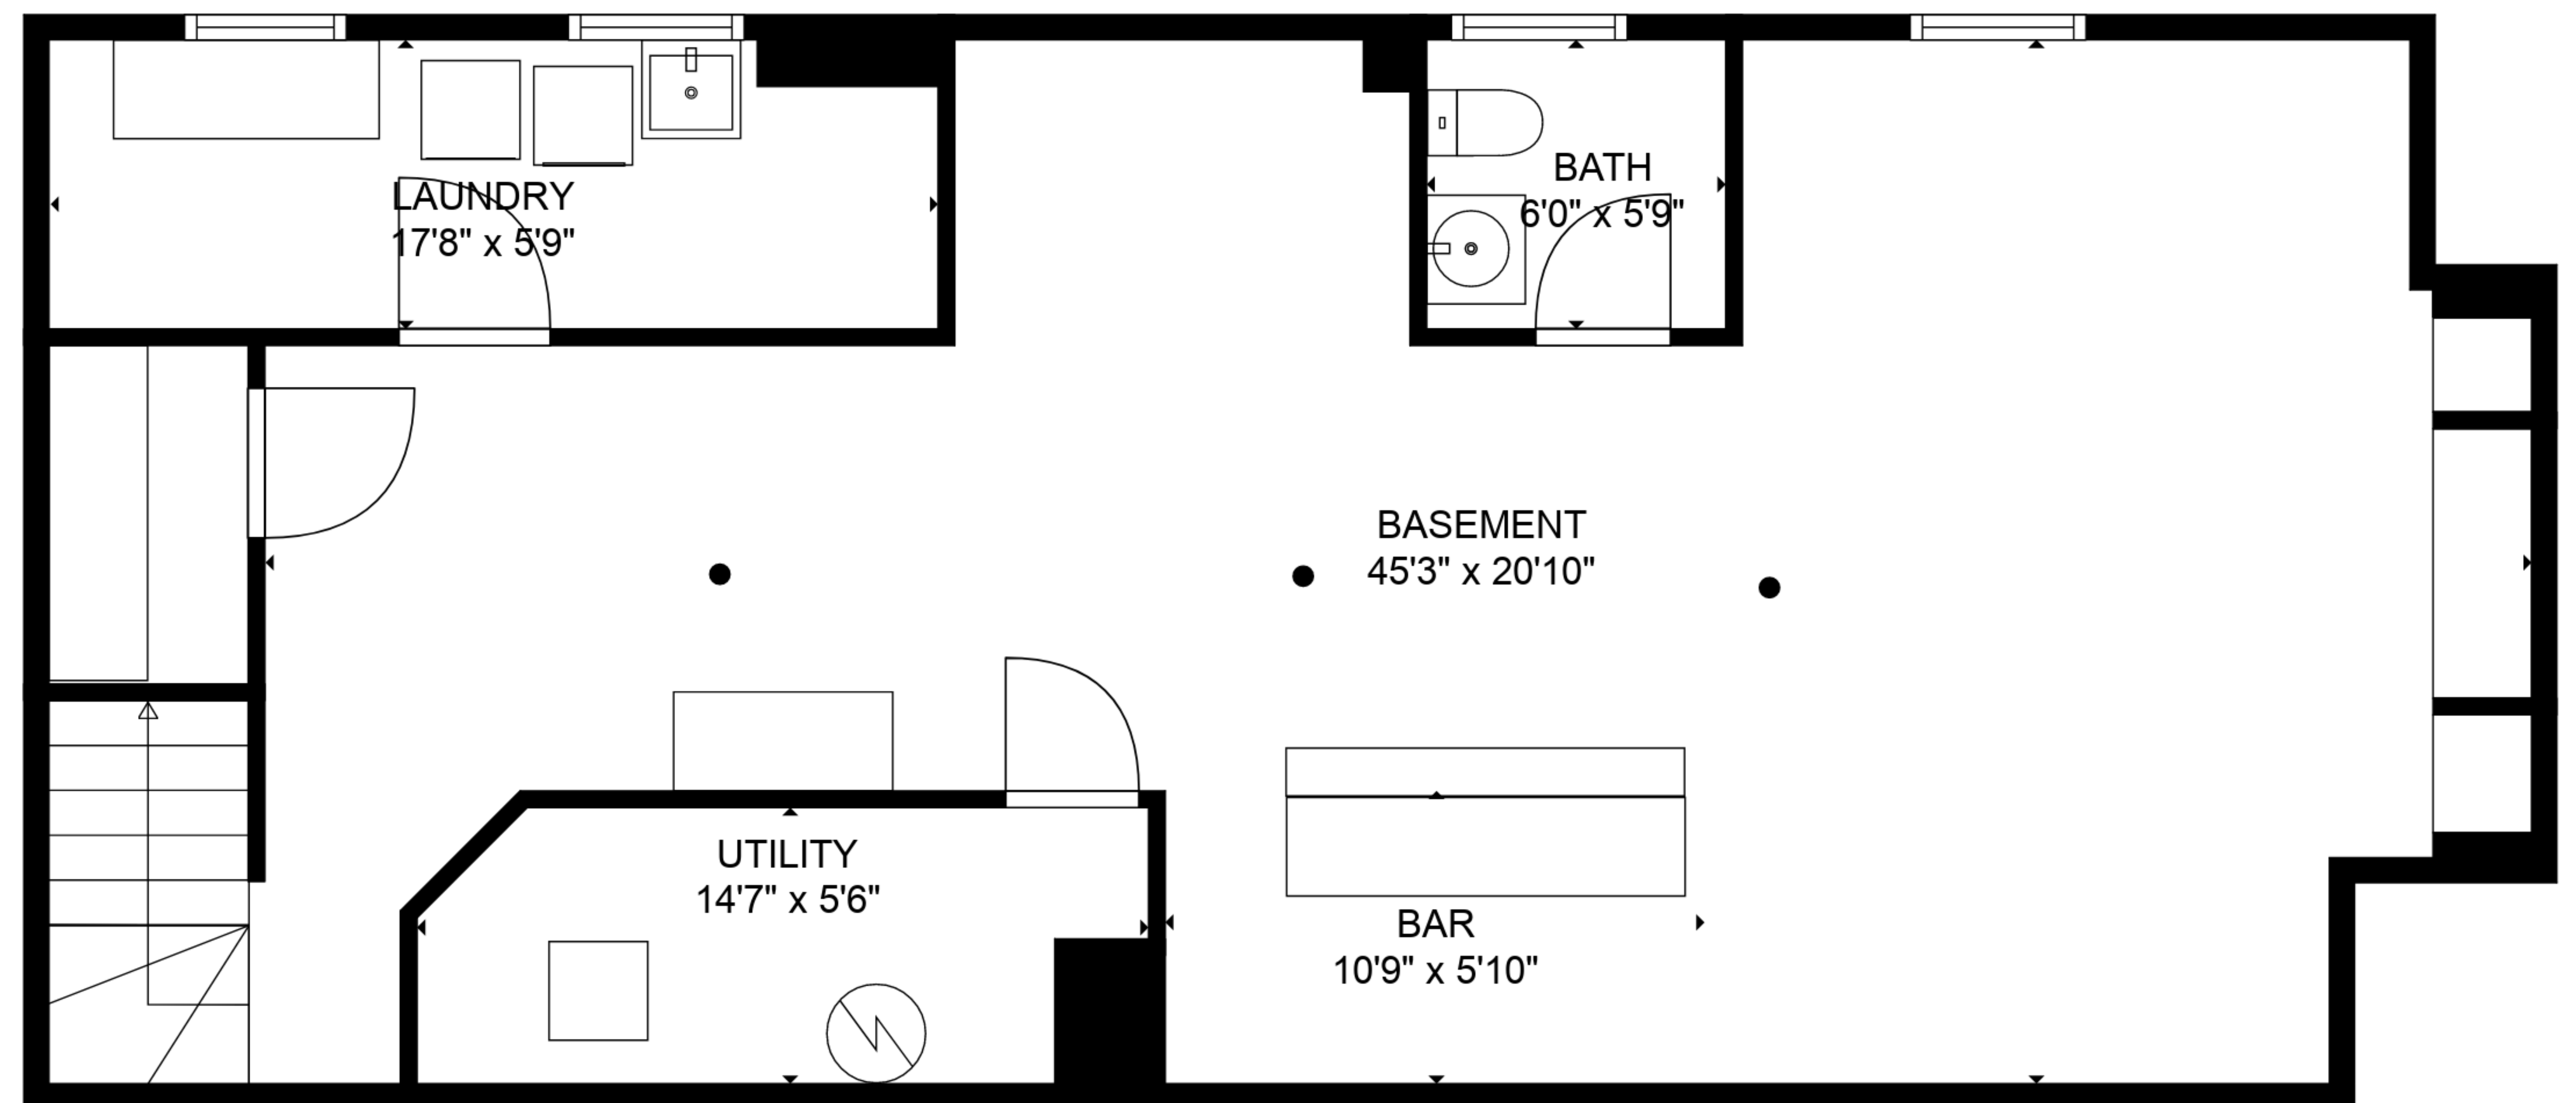 LAUNDRY
17'8" x 5'9"
BATH
6'0" x 5'9"
BASEMENT
45'3" x 20'10"
UTILITY
14'7" x 5'6"
BAR
10'9" x 5'10"